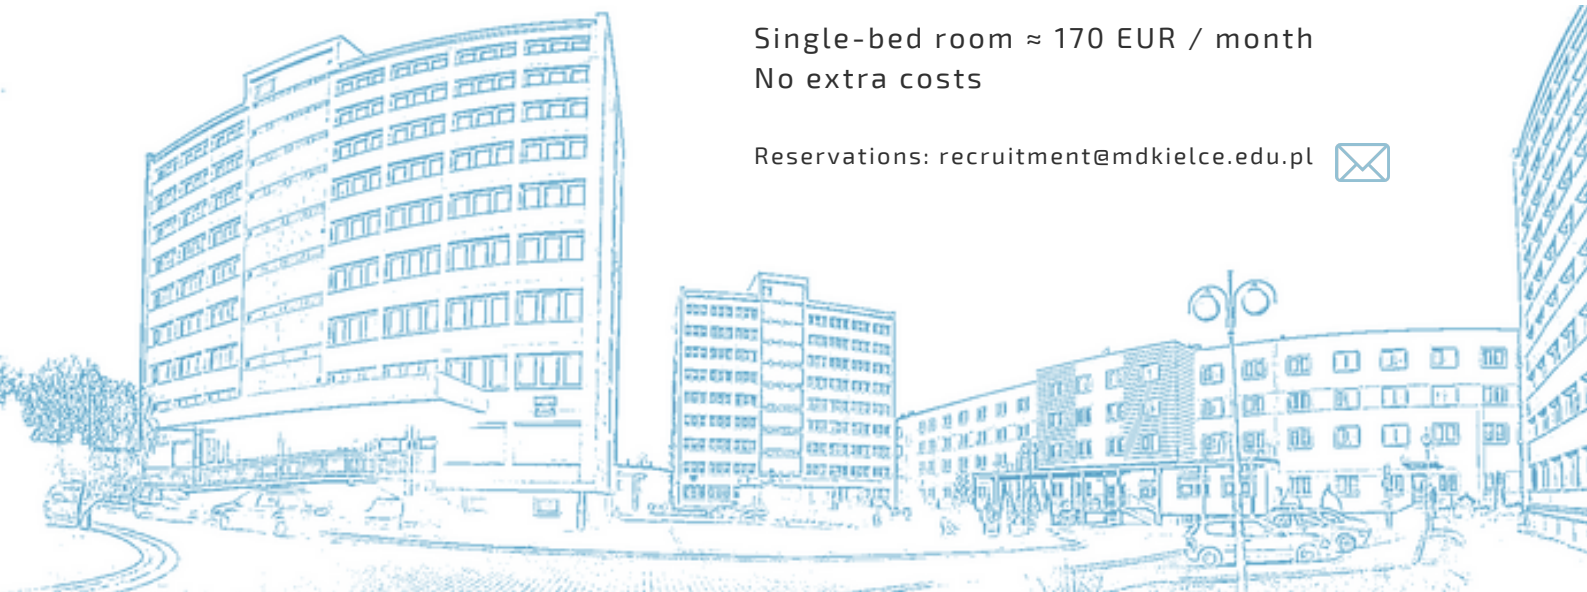 Single-bed room ≈ 170 EUR / month
No extra costs
Reservations: recruitment@mdkielce.edu.pl